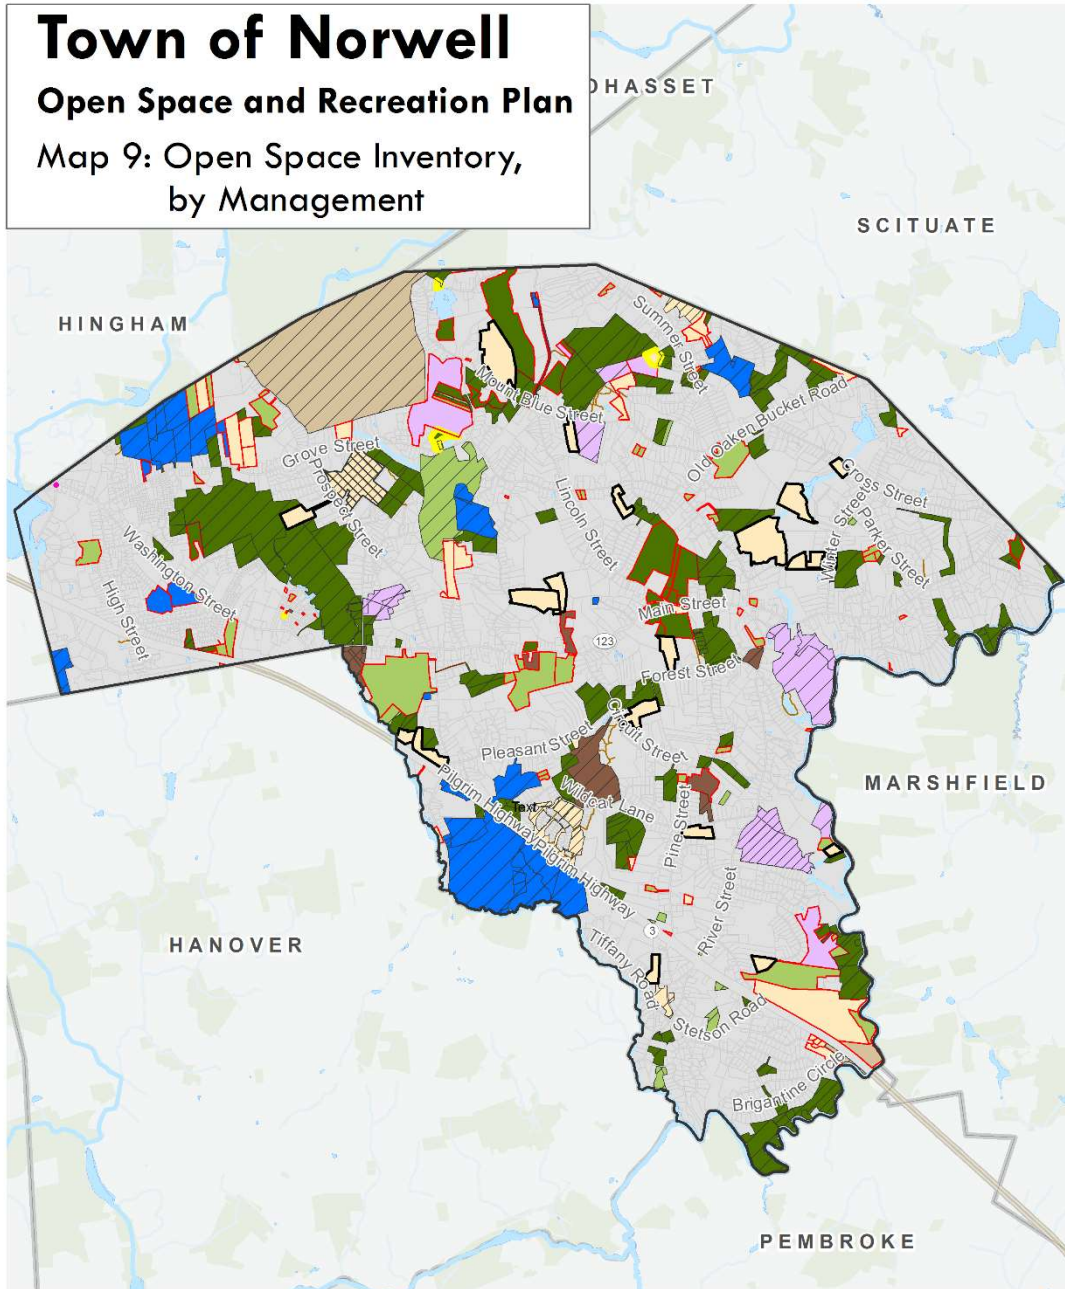 Town of Norwell
Open Space and Recreation Plan
Map 9: Open Space Inventory,
by Management
OHASSET
SCITUATE
HINGHAM
Summer Street
Mount Blue Street
Old Oaken Bucket Road
Grove Street
Prospect Street
Cross Street
Lincoln Street
Winter Street
Parker Street
Washington Street
High Street
Main Street
123
Forest Street
Circuit Street
Pleasant Street
MARSHFIELD
Pilgrim Highway
Wildcat Lane
Text
Pine Street
Pilgrim Highway
River Street
HANOVER
3
Tiffany Road
Stetson Road
Brigantine Circle
PEMBROKE